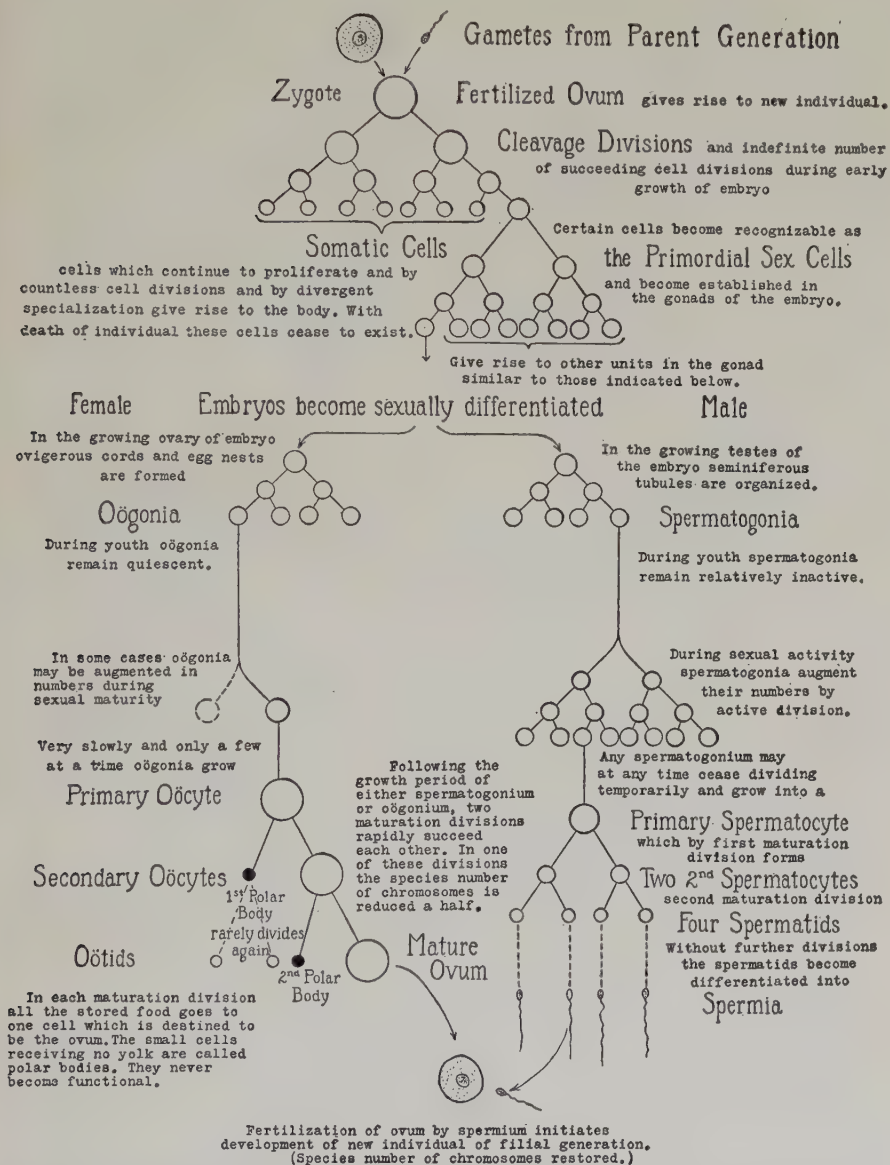 Gametes from Parent Generation
Zygote
Fertilized Ovum gives rise to new individual.
Cleavage Divisions and indefinite number
of succeeding cell divisions during early
growth of embryo
Somatic Cells
cells which continue to proliferate and by
countless cell divisions and by divergent
specialization give rise to the body. With
death of individual these cells cease to exist.
Certain cells become recognizable as
the Primordial Sex Cells
and become established in
the gonads of the embryo.
Give rise to other units in the gonad
similar to those indicated below.
Female Embryos become sexually differentiated Male
In the growing ovary of embryo
ovigerous cords and egg nests
are formed
Oögonia
During youth oögonia
remain quiescent.
In the growing testes of
the embryo seminiferous
tubules are organized.
Spermatogonia
During youth spermatogonia
remain relatively inactive.
In some cases oögonia
may be augmented in
numbers during
sexual maturity
During sexual activity
spermatogonia augment
their numbers by
active division.
Very slowly and only a few
at a time oögonia grow
Primary Oöcyte
Following the
growth period of
either spermatogonium
or oögonium, two
maturation divisions
rapidly succeed
each other. In one
of these divisions
the species number
of chromosomes is
reduced a half.
Any spermatogonium may
at any time cease dividing
temporarily and grow into a
Primary Spermatocyte
which by first maturation
division forms
Two 2nd Spermatocytes
second maturation division
Four Spermatids
Without further divisions
the spermatids become
differentiated into
Spermia
Secondary Oöcytes
1st Polar
Body
rarely divides
again
Oötids
2nd Polar
Body
Mature
Ovum
In each maturation division
all the stored food goes to
one cell which is destined to
be the ovum. The small cells
receiving no yolk are called
polar bodies. They never
become functional.
Fertilization of ovum by spermium initiates
development of new individual of filial generation.
(Species number of chromosomes restored.)